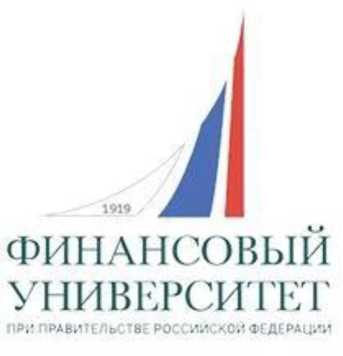 1919
ФИНАНСОВЫЙ
УНИВЕРСИТЕТ
ПРИ ПРАВИТЕЛЬСТВЕ РОССИЙСКОЙ ФЕДЕРАЦИИ